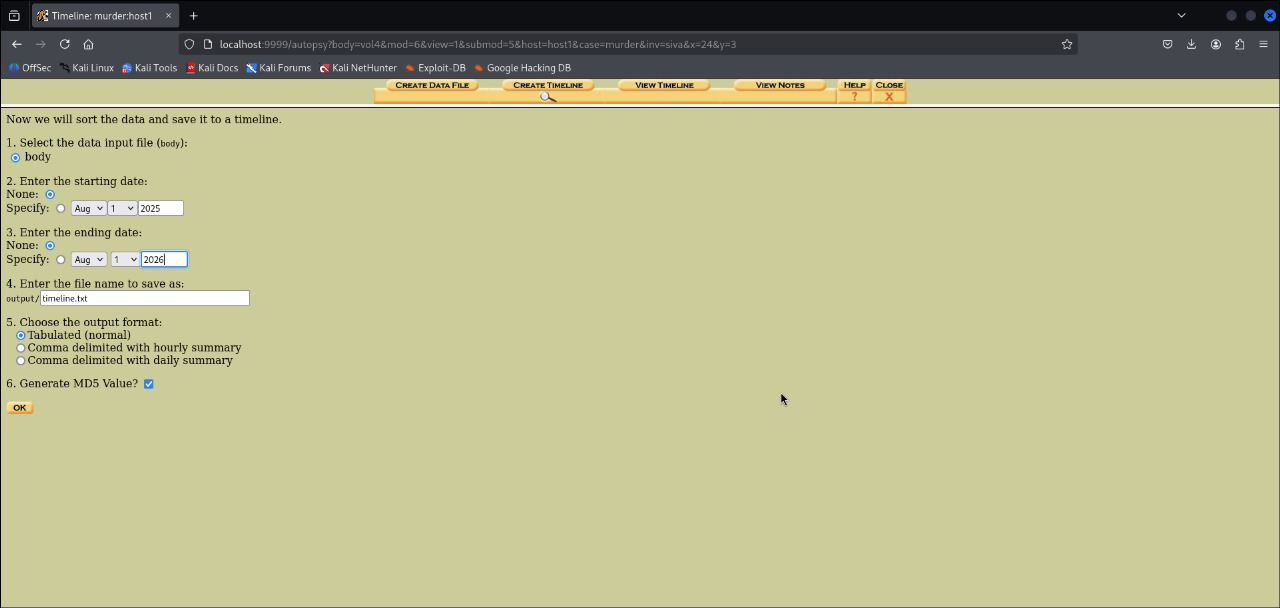 Timeline: murder:host1
localhost:9999/autopsy?body=vol4&mod=6&view=1&submod=5&host=host1&case=murder&inv=siva&x=24&y=3
OffSec Kali Linux Kali Tools Kali Docs Kali Forums Kali NetHunter Exploit-DB Google Hacking DB
CREATE DATA FILE CREATE TIMELINE VIEW TIMELINE VIEW NOTES HELP CLOSE
? X
Now we will sort the data and save it to a timeline.
1. Select the data input file (body):
body
2. Enter the starting date:
None:
Specify: Aug 1 2025
3. Enter the ending date:
None:
Specify: Aug 1 2026
4. Enter the file name to save as:
output/ timeline.txt
5. Choose the output format:
Tabulated (normal)
Comma delimited with hourly summary
Comma delimited with daily summary
6. Generate MD5 Value?
OK